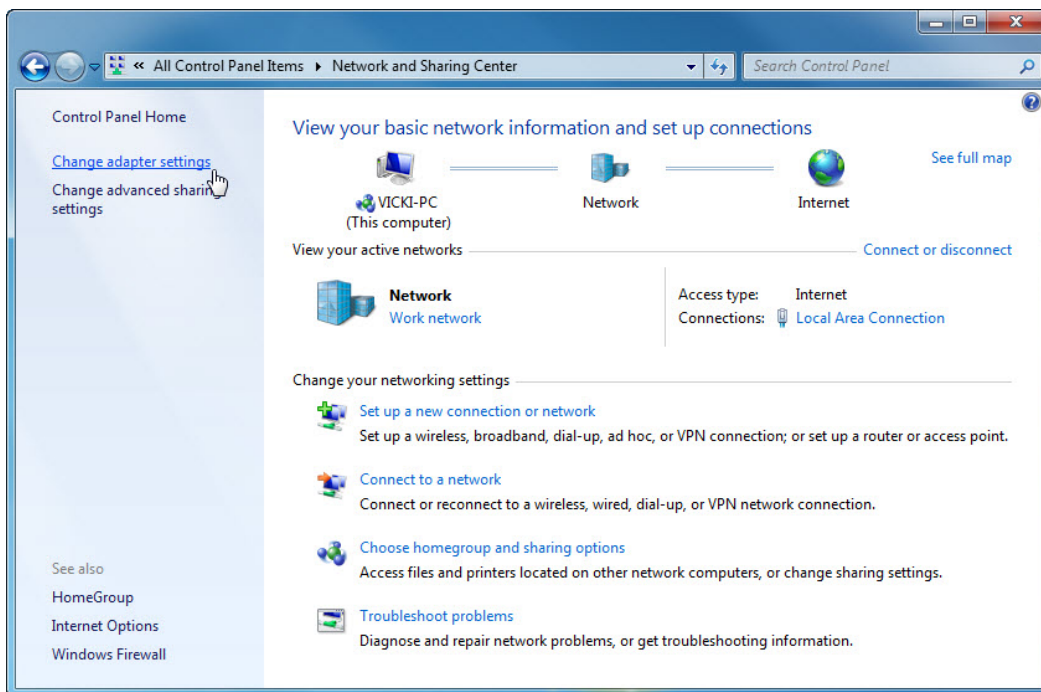 « All Control Panel Items ▸ Network and Sharing Center
Search Control Panel
Control Panel Home
Change adapter settings
Change advanced sharing
settings
See also
HomeGroup
Internet Options
Windows Firewall
View your basic network information and set up connections
See full map
VICKI-PC
(This computer)
Network
Internet
View your active networks
Connect or disconnect
Network
Work network
Access type: Internet
Connections: Local Area Connection
Change your networking settings
Set up a new connection or network
Set up a wireless, broadband, dial-up, ad hoc, or VPN connection; or set up a router or access point.
Connect to a network
Connect or reconnect to a wireless, wired, dial-up, or VPN network connection.
Choose homegroup and sharing options
Access files and printers located on other network computers, or change sharing settings.
Troubleshoot problems
Diagnose and repair network problems, or get troubleshooting information.